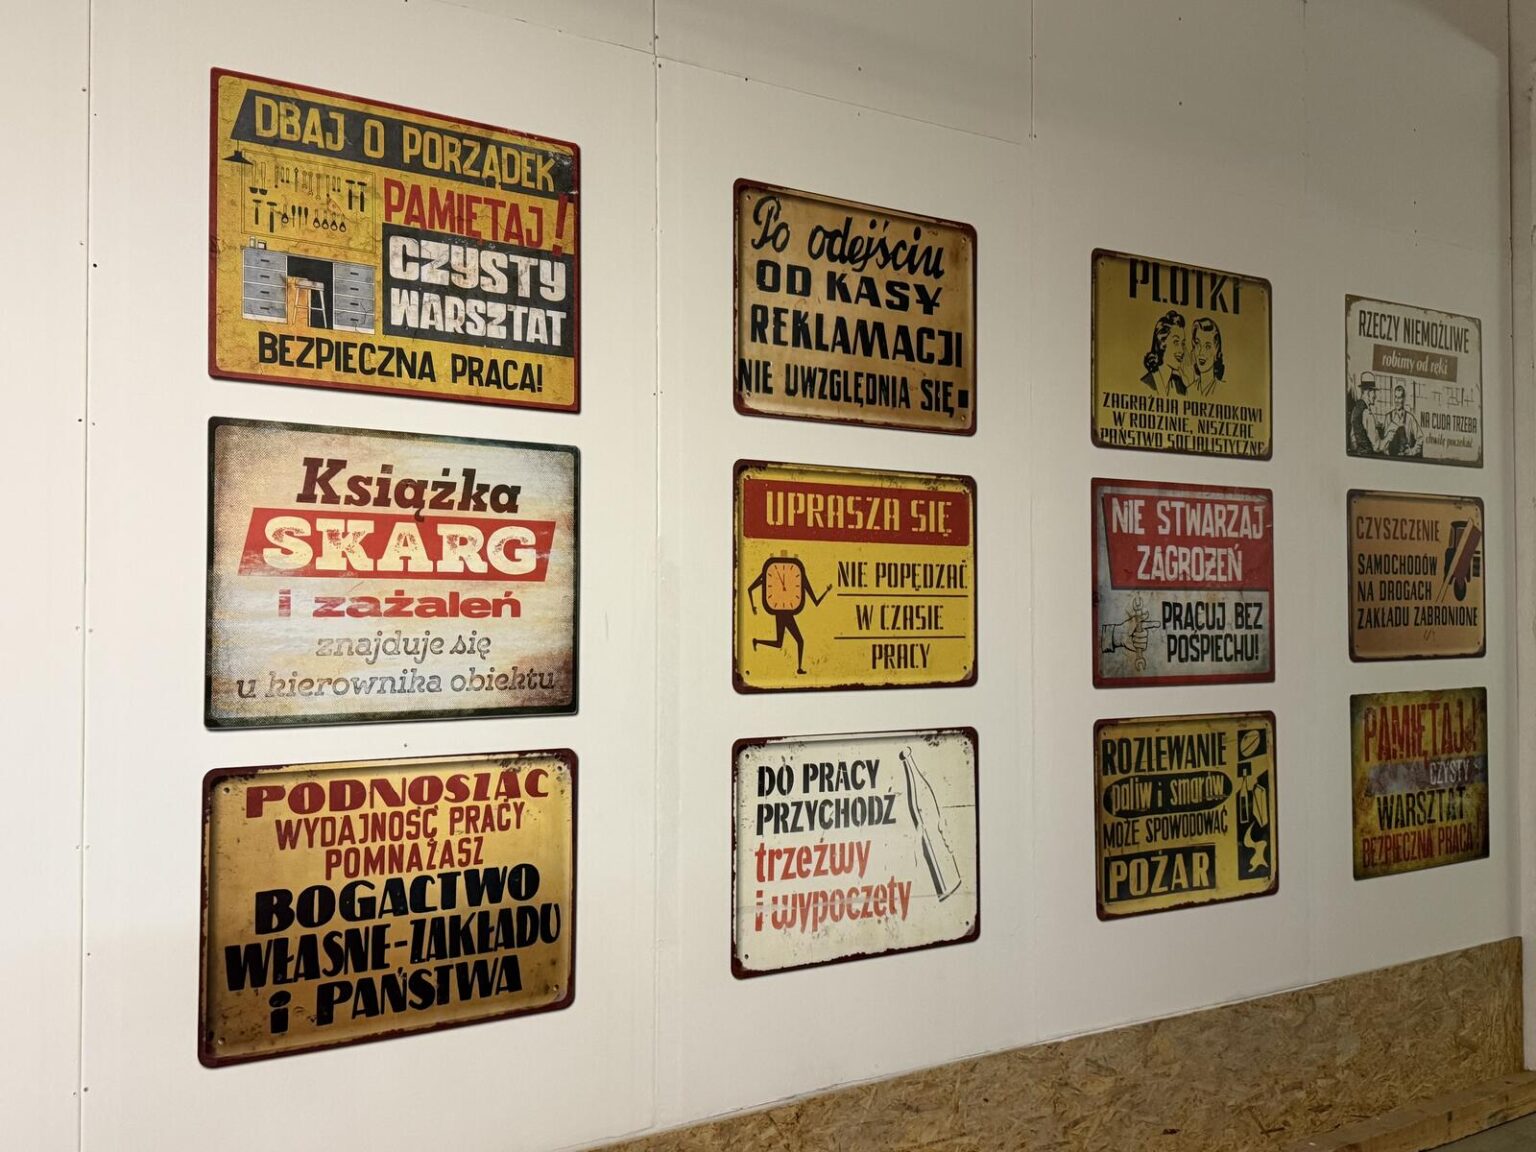 DBAJ O PORZĄDEK
PAMIĘTAJ!
CZYSTY
WARSZTAT
BEZPIECZNA PRACA!
Książka
SKARG
i zażaleń
znajduje się
u kierownika obiektu
PODNOSZĄC
WYDAJNOŚĆ PRACY
POMNAŻASZ
BOGACTWO
WŁASNE-ZAKŁADU
i PAŃSTWA
Po odejściu
OD KASY
REKLAMACJI
NIE UWZGLĘDNIA SIĘ
UPRASZA SIĘ
NIE POPĘDZAĆ
W CZASIE
PRACY
DO PRACY
PRZYCHODŹ
trzeźwy
i wypoczęty
PLOTKI
ZAGRAŻAJĄ PORZĄDKOWI
W RODZINIE, NISZCZĄC
PAŃSTWO SOCJALISTYCZNE
NIE STWARZAJ
ZAGROŻEŃ
PRACUJ BEZ
POŚPIECHU!
ROZLEWANIE
paliw i smarów
MOŻE SPOWODOWAĆ
POŻAR
RZECZY NIEMOŻLIWE
robimy od ręki
NA CUDA TRZEBA
chwilę poczekać
CZYSZCZENIE
SAMOCHODÓW
NA DROGACH
ZAKŁADU ZABRONIONE
PAMIĘTAJ!
CZYSTY
WARSZTAT
BEZPIECZNA PRACA!